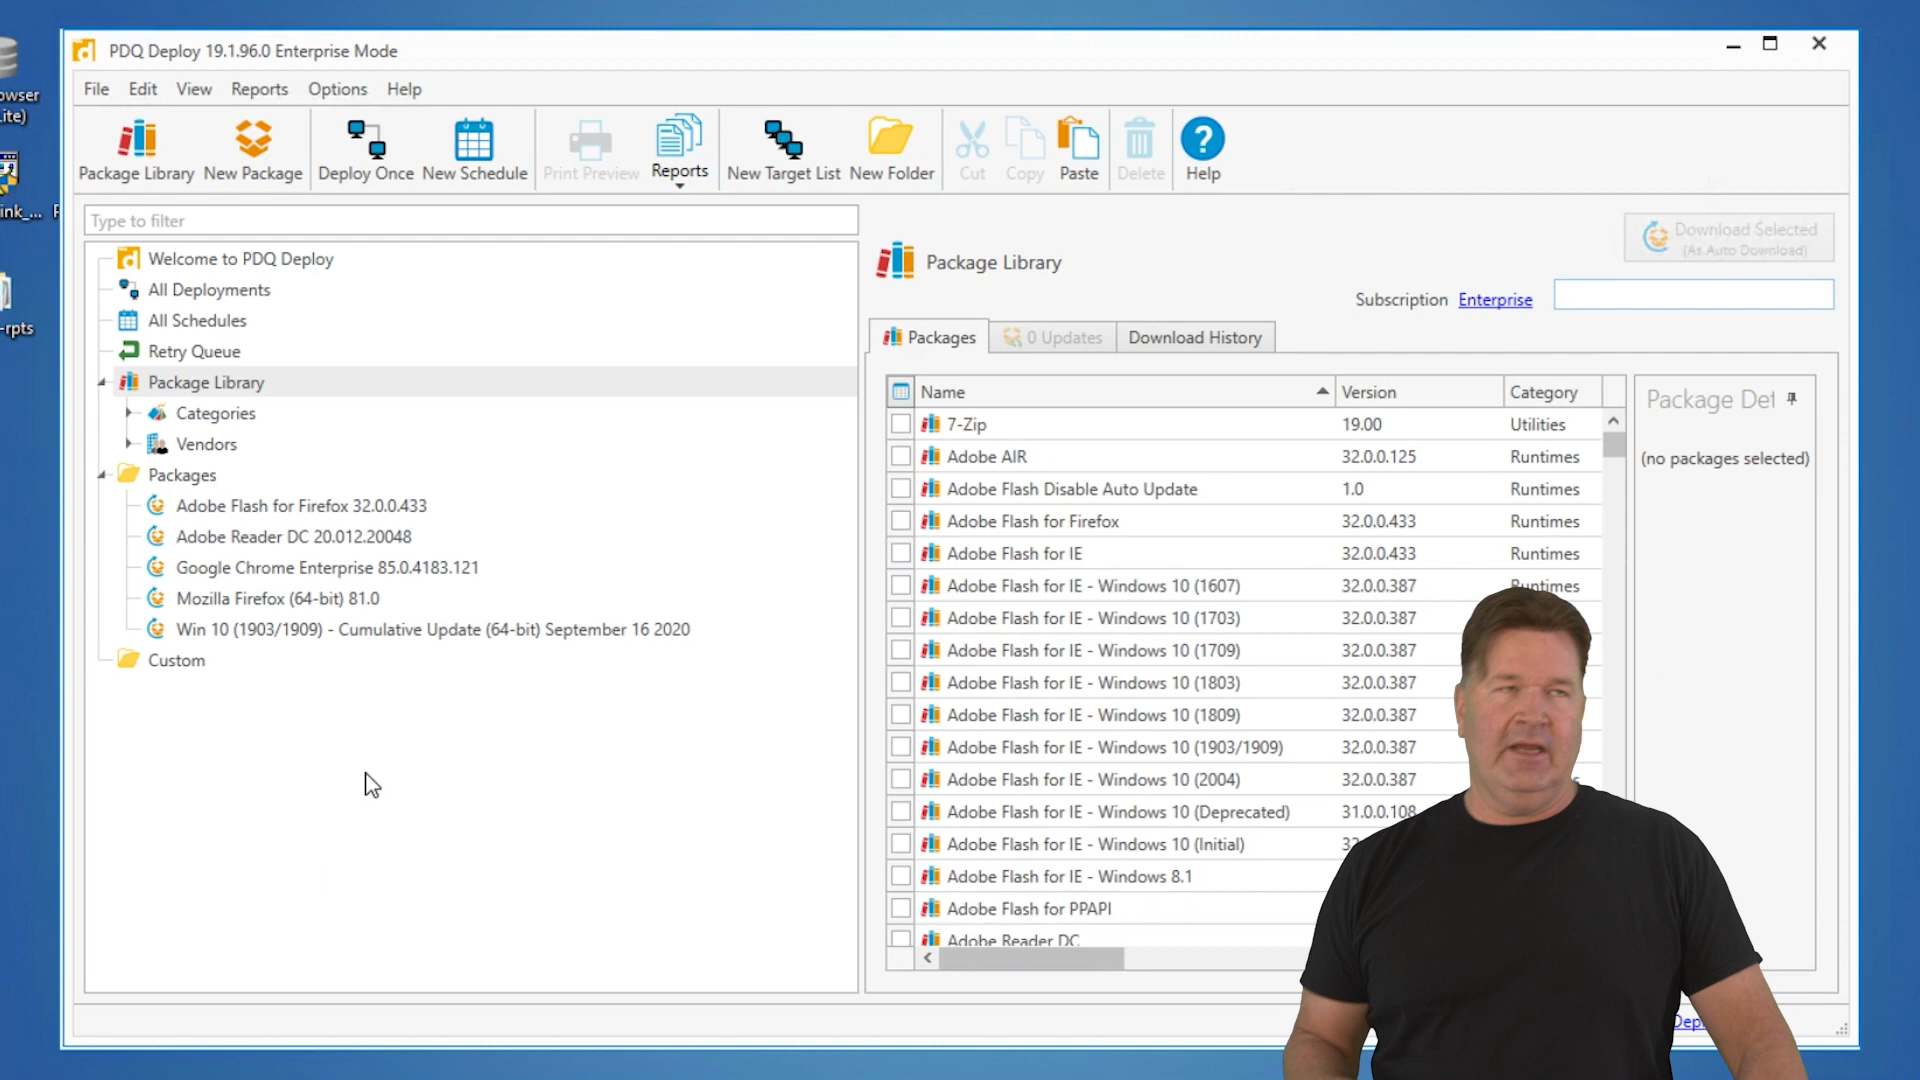 owser
ite)
ink_...
-rpts
PDQ Deploy 19.1.96.0 Enterprise Mode
File Edit View Reports Options Help
Package Library New Package Deploy Once New Schedule Print Preview Reports New Target List New Folder Cut Copy Paste Delete Help
Type to filter
Welcome to PDQ Deploy
All Deployments
All Schedules
Retry Queue
Package Library
Categories
Vendors
Packages
Adobe Flash for Firefox 32.0.0.433
Adobe Reader DC 20.012.20048
Google Chrome Enterprise 85.0.4183.121
Mozilla Firefox (64-bit) 81.0
Win 10 (1903/1909) - Cumulative Update (64-bit) September 16 2020
Custom
Package Library
Download Selected
(As Auto Download)
Subscription Enterprise
Packages 0 Updates Download History
Name Version Category
7-Zip 19.00 Utilities
Adobe AIR 32.0.0.125 Runtimes
Adobe Flash Disable Auto Update 1.0 Runtimes
Adobe Flash for Firefox 32.0.0.433 Runtimes
Adobe Flash for IE 32.0.0.433 Runtimes
Adobe Flash for IE - Windows 10 (1607) 32.0.0.387 Runtimes
Adobe Flash for IE - Windows 10 (1703) 32.0.0.387
Adobe Flash for IE - Windows 10 (1709) 32.0.0.387
Adobe Flash for IE - Windows 10 (1803) 32.0.0.387
Adobe Flash for IE - Windows 10 (1809) 32.0.0.387
Adobe Flash for IE - Windows 10 (1903/1909) 32.0.0.387
Adobe Flash for IE - Windows 10 (2004) 32.0.0.387
Adobe Flash for IE - Windows 10 (Deprecated) 31.0.0.108
Adobe Flash for IE - Windows 10 (Initial)
Adobe Flash for IE - Windows 8.1
Adobe Flash for PPAPI
Adobe Reader DC
Package Det
(no packages selected)